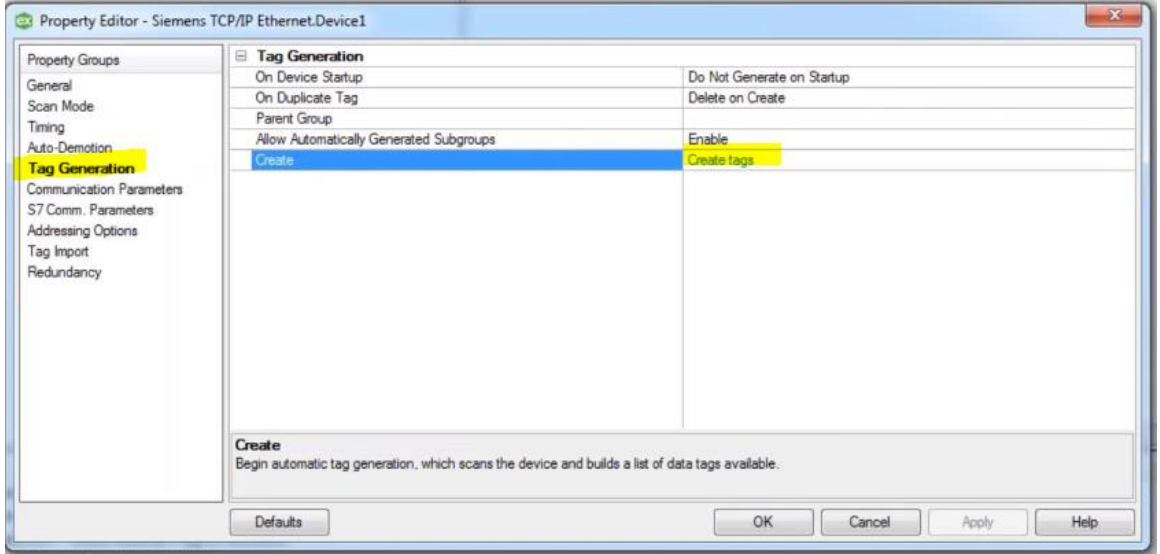 Property Editor - Siemens TCP/IP Ethernet.Device1
Property Groups
General
Scan Mode
Timing
Auto-Demotion
Tag Generation
Communication Parameters
S7 Comm. Parameters
Addressing Options
Tag Import
Redundancy
Tag Generation
On Device Startup Do Not Generate on Startup
On Duplicate Tag Delete on Create
Parent Group
Allow Automatically Generated Subgroups Enable
Create Create tags
Create
Begin automatic tag generation, which scans the device and builds a list of data tags available.
Defaults OK Cancel Apply Help